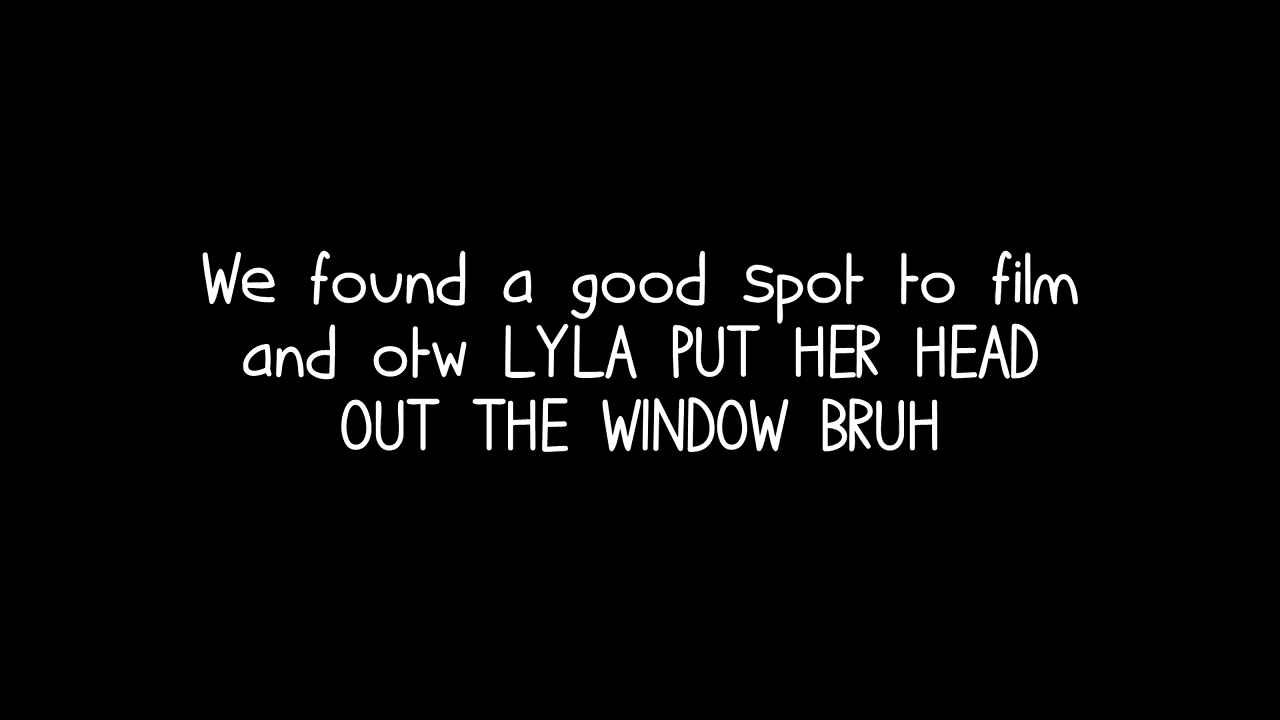 We found a good spot to film
and otw LYLA PUT HER HEAD
OUT THE WINDOW BRUH